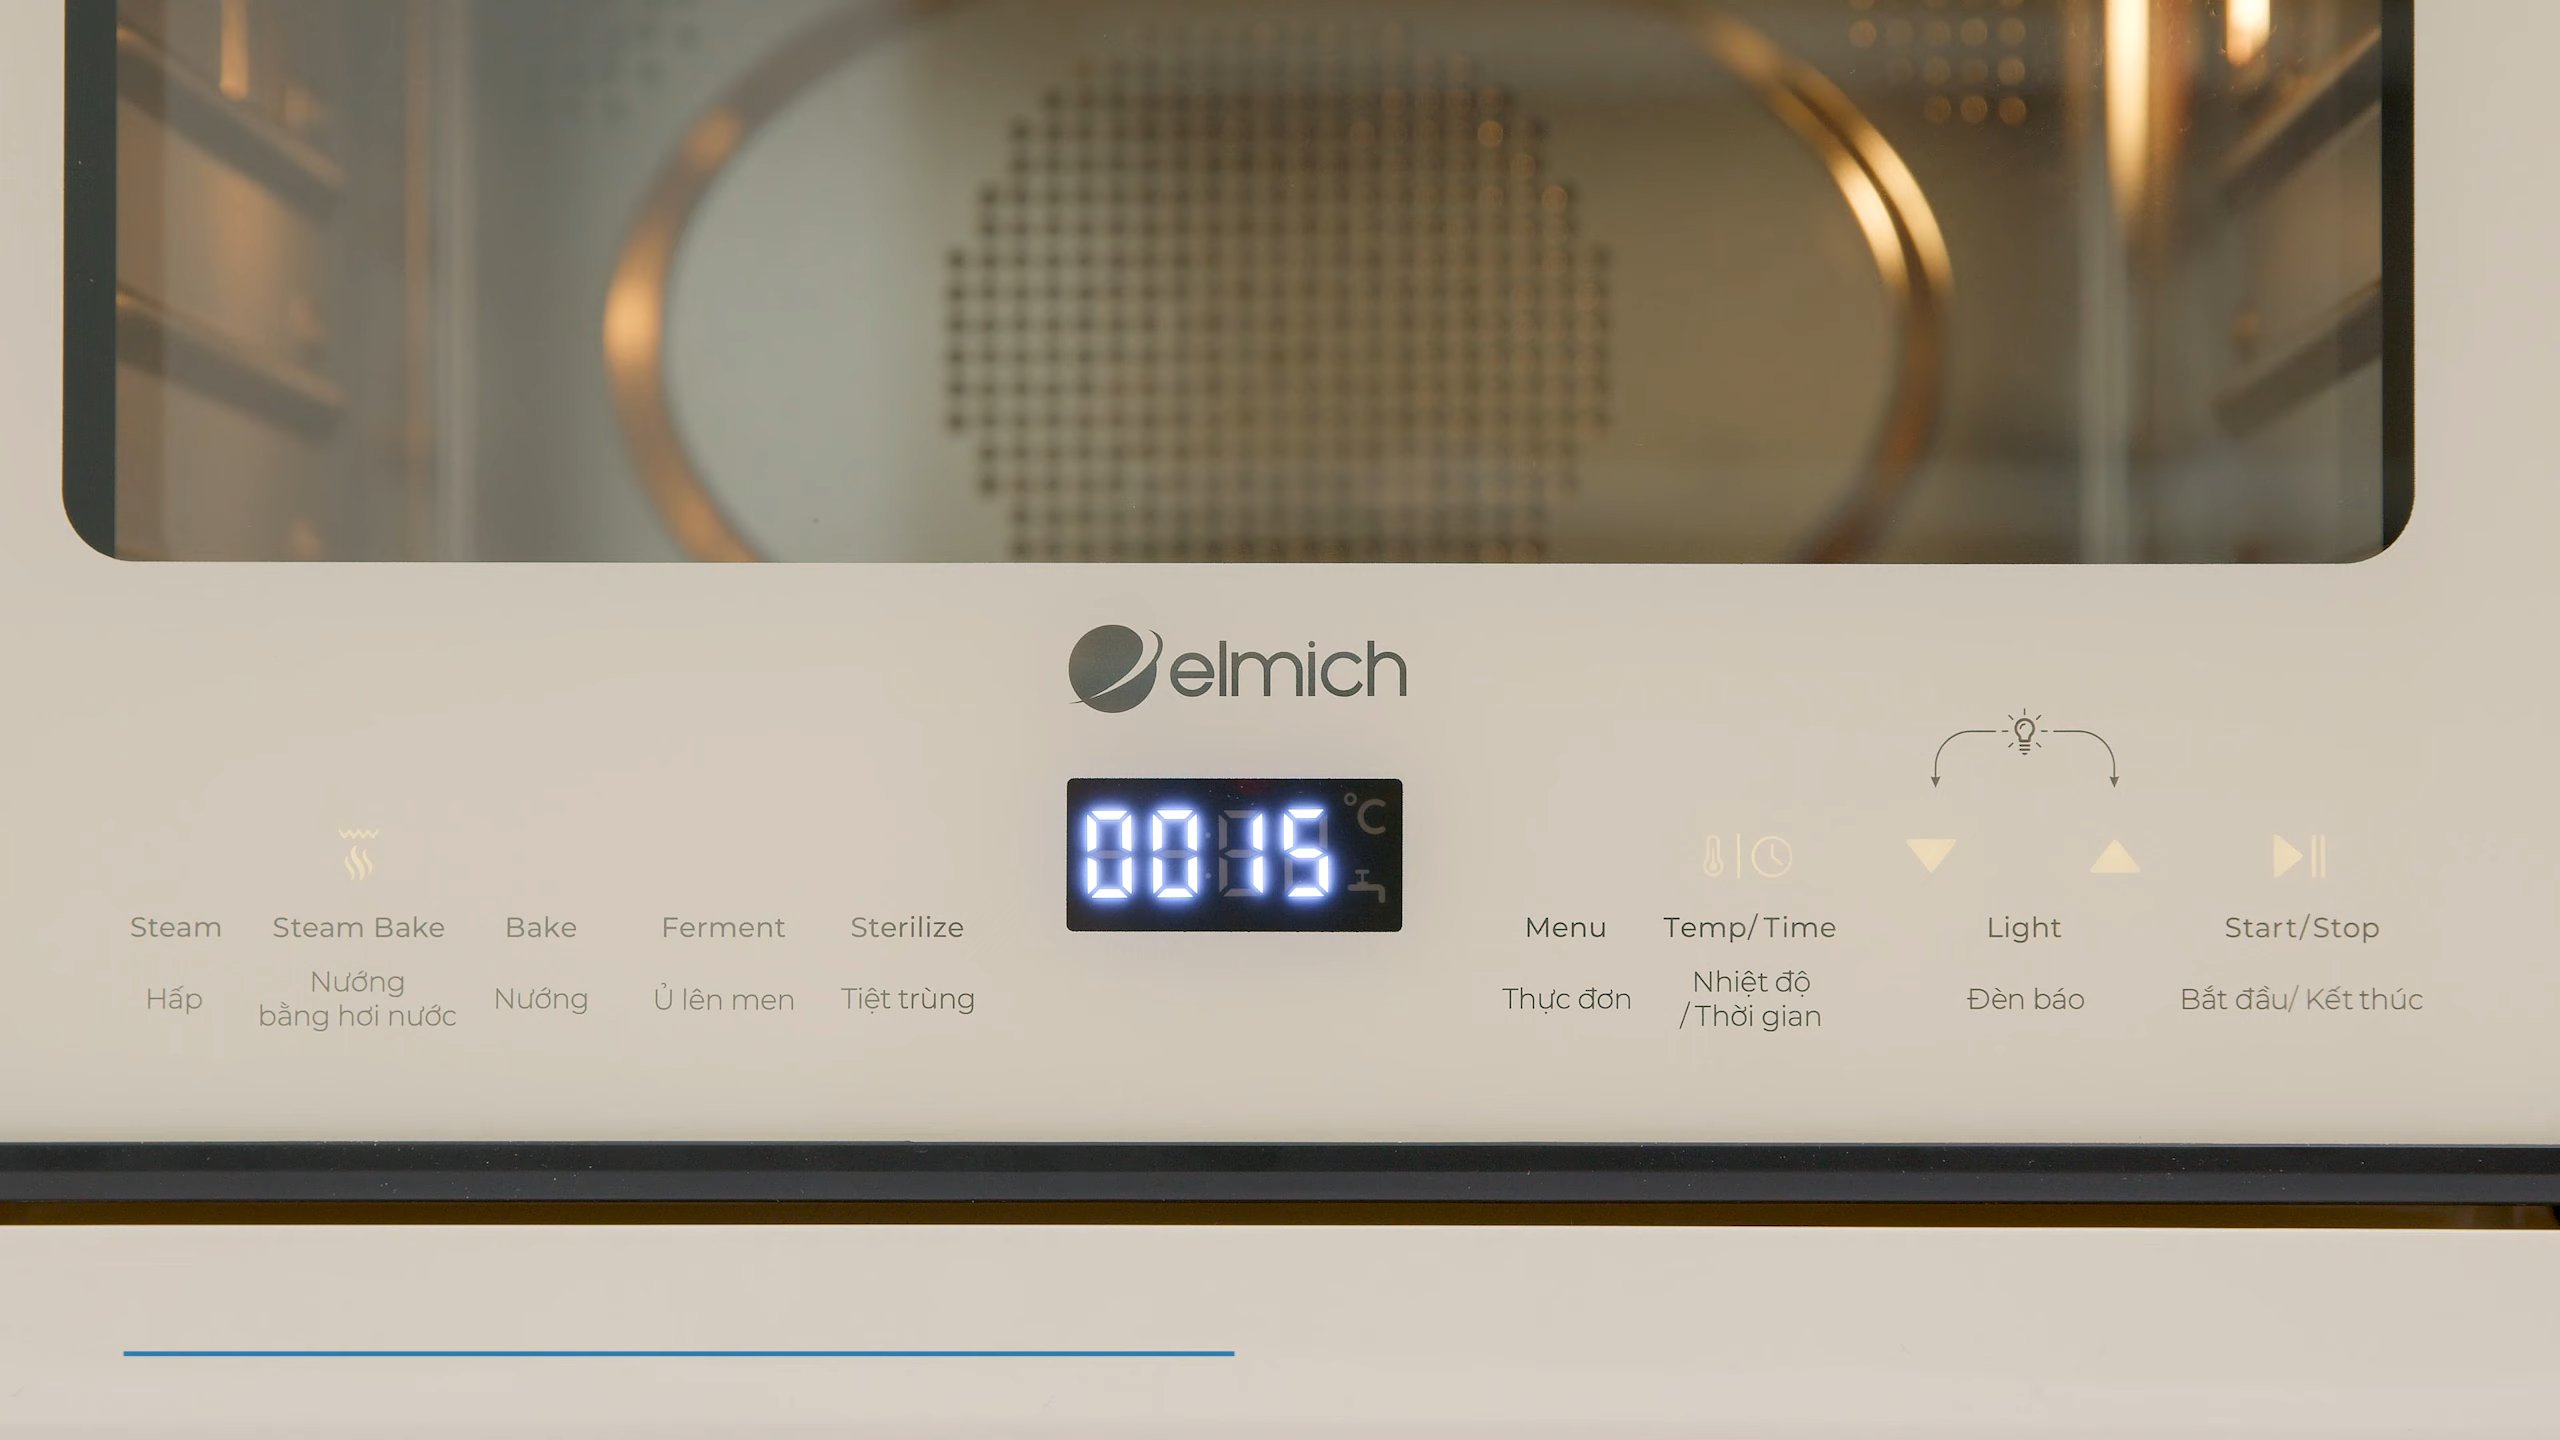 elmich
0015
°C
Steam Steam Bake Bake Ferment Sterilize Menu Temp/Time Light Start/Stop
Hấp Nướng bằng hơi nước Nướng Ủ lên men Tiệt trùng Thực đơn Nhiệt độ /Thời gian Đèn báo Bắt đầu/ Kết thúc